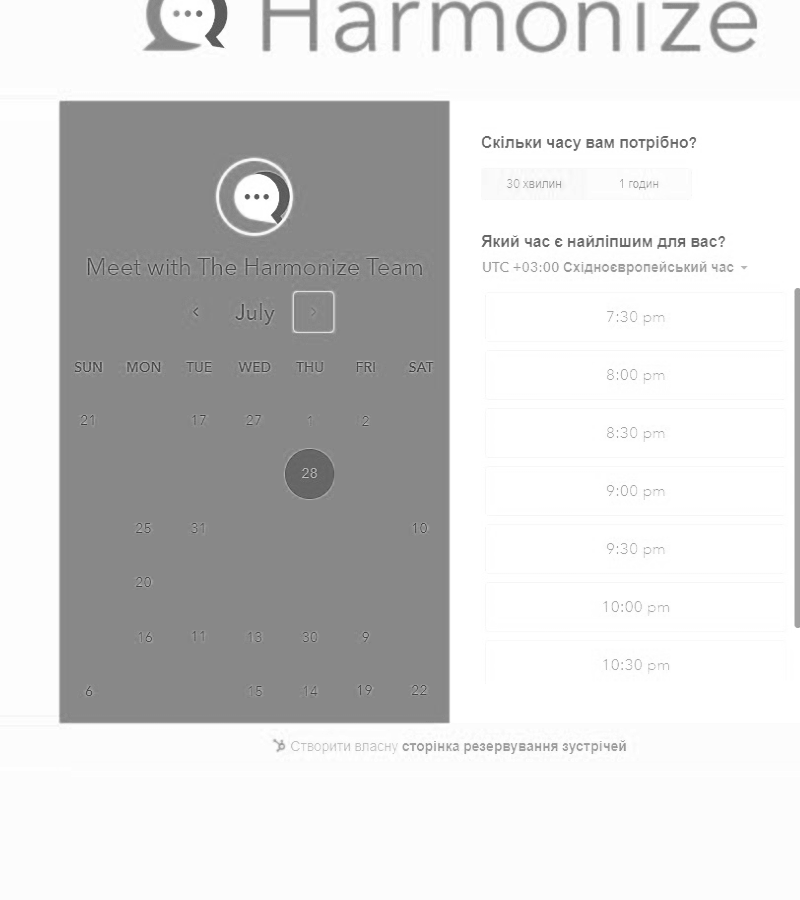 Harmonize
Meet with The Harmonize Team
July
SUN MON TUE WED THU FRI SAT
21 17 27 1 2
28
25 31 10
20
16 11 13 30 9
6 15 14 19 22
Скільки часу вам потрібно?
30 хвилин 1 годин
Який час є найліпшим для вас?
UTC +03:00 Східноєвропейський час
7:30 pm
8:00 pm
8:30 pm
9:00 pm
9:30 pm
10:00 pm
10:30 pm
Створити власну сторінка резервування зустрічей